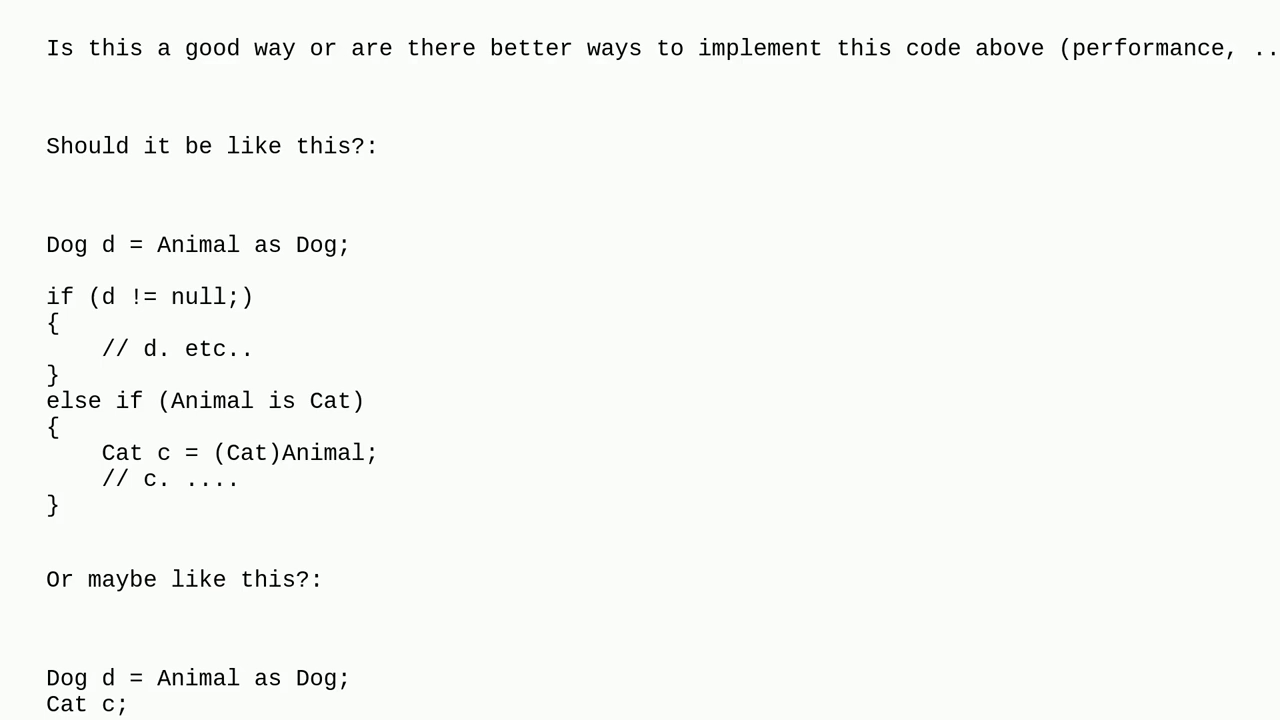 Is this a good way or are there better ways to implement this code above (performance, ..
Should it be like this?:
Dog d = Animal as Dog;
if (d != null;)
{
    // d. etc..
}
else if (Animal is Cat)
{
    Cat c = (Cat)Animal;
    // c. ....
}
Or maybe like this?:
Dog d = Animal as Dog;
Cat c;